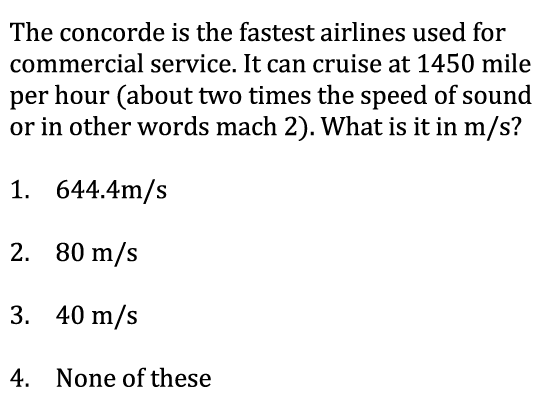 The concorde is the fastest airlines used for
commercial service. It can cruise at 1450 mile
per hour (about two times the speed of sound
or in other words mach 2). What is it in m/s?
1. 644.4m/s
2. 80 m/s
3. 40 m/s
4. None of these